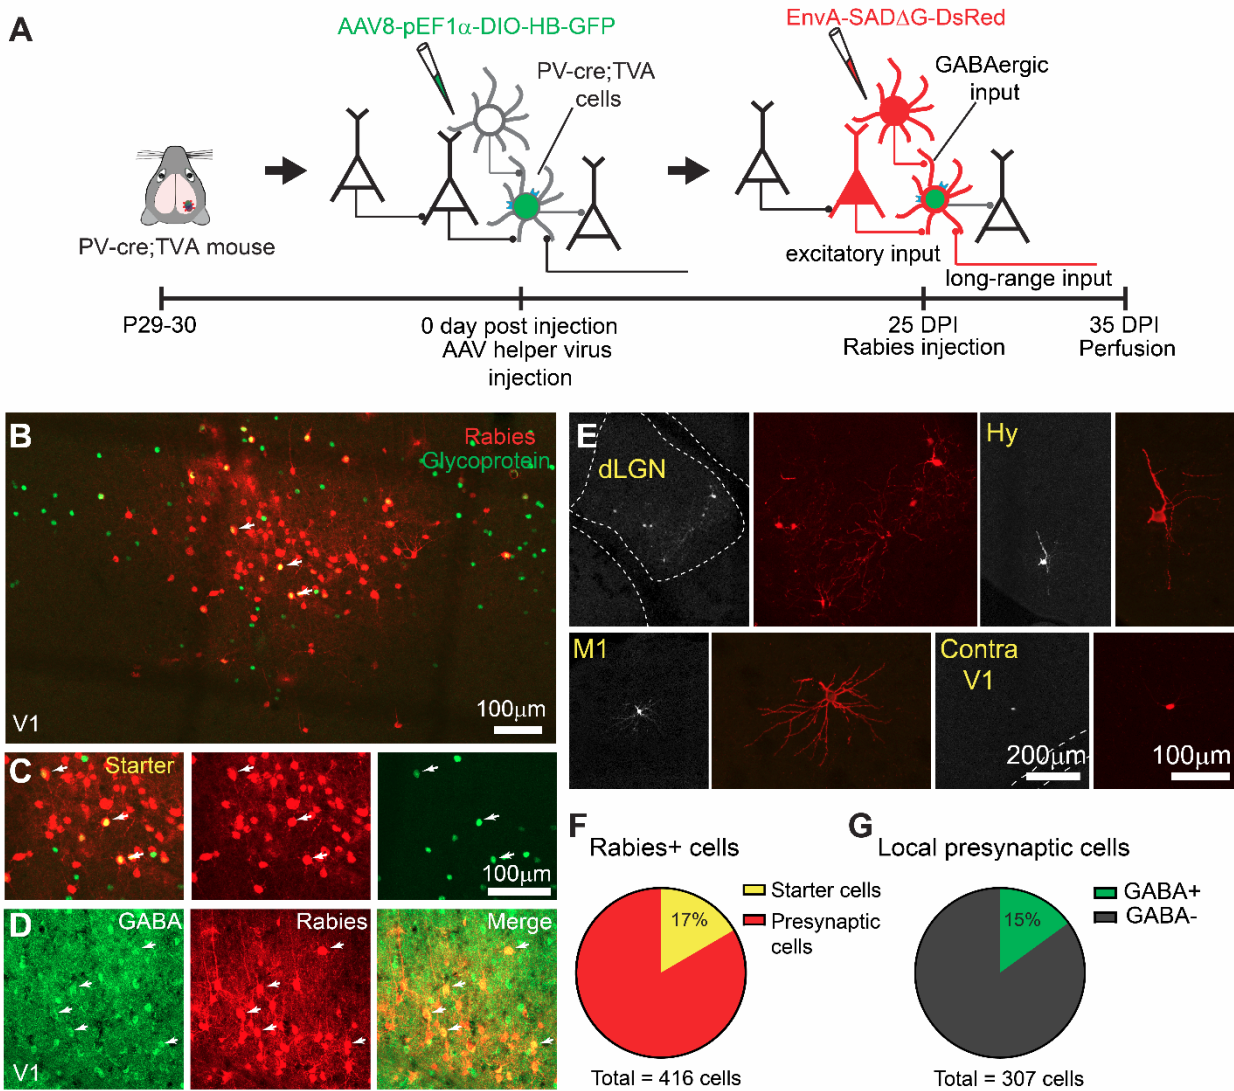 A
AAV8-pEF1α-DIO-HB-GFP
EnvA-SADΔG-DsRed
PV-cre;TVA
cells
GABAergic
input
PV-cre;TVA mouse
excitatory input
long-range input
P29-30
0 day post injection
AAV helper virus
injection
25 DPI
Rabies injection
35 DPI
Perfusion
B
Rabies
Glycoprotein
V1
100μm
C
Starter
100μm
D
GABA
Rabies
Merge
V1
E
dLGN
Hy
M1
Contra
V1
200μm
100μm
F
Rabies+ cells
17%
Starter cells
Presynaptic
cells
Total = 416 cells
G
Local presynaptic cells
15%
GABA+
GABA-
Total = 307 cells